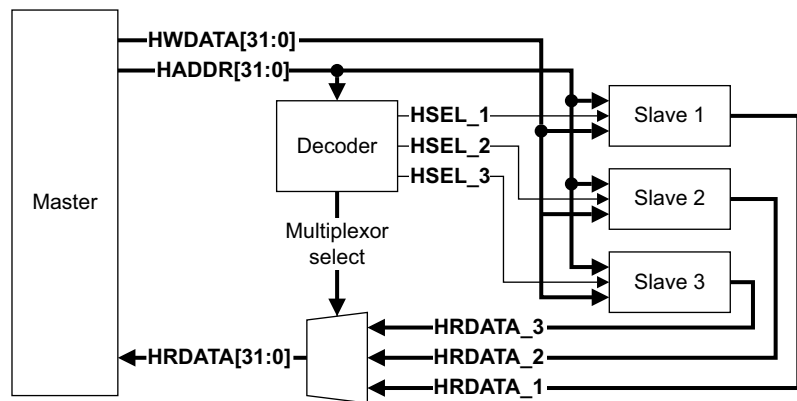 HWDATA[31:0]
HADDR[31:0]
Master
Decoder
HSEL_1
HSEL_2
HSEL_3
Slave 1
Slave 2
Slave 3
Multiplexor
select
HRDATA_3
HRDATA[31:0]
HRDATA_2
HRDATA_1